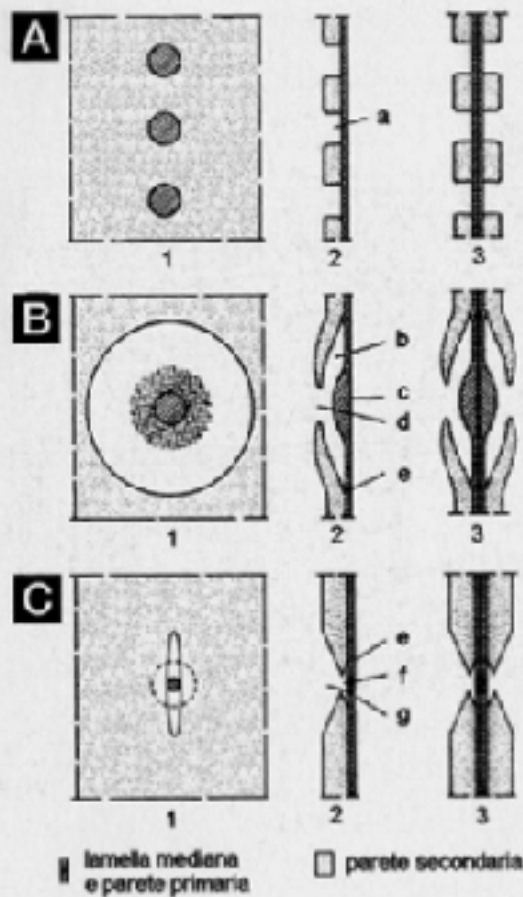 A
a
1
2
3
B
b
c
d
e
1
2
3
C
e
f
g
1
2
3
lamella mediana
e parete primaria
parete secondaria